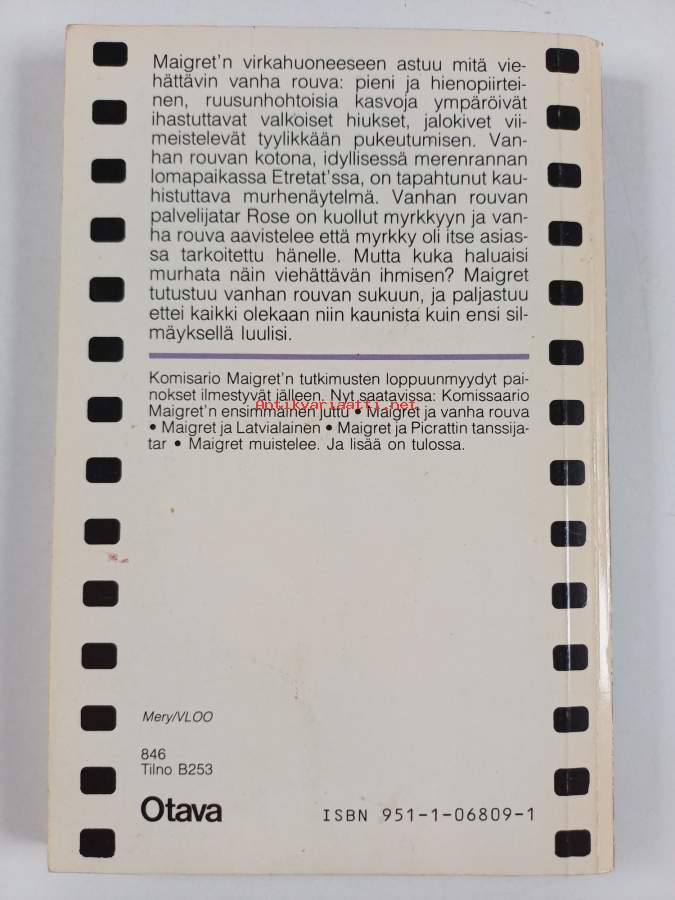 Maigret'n virkahuoneeseen astuu mitä vie-
hättävin vanha rouva: pieni ja hienopiirtei-
nen, ruusunhohtoisia kasvoja ympäröivät
ihastuttavat valkoiset hiukset, jalokivet vii-
meistelevät tyylikkään pukeutumisen. Van-
han rouvan kotona, idyllisessä merenrannan
lomapaikassa Etretat'ssa, on tapahtunut kau-
histuttava murhenäytelmä. Vanhan rouvan
palvelijatar Rose on kuollut myrkkyyn ja van-
ha rouva aavistelee että myrkky oli itse asias-
sa tarkoitettu hänelle. Mutta kuka haluaisi
murhata näin viehättävän ihmisen? Maigret
tutustuu vanhan rouvan sukuun, ja paljastuu
ettei kaikki olekaan niin kaunista kuin ensi sil-
mäyksellä luulisi.
Komisario Maigret'n tutkimusten loppuunmyydyt pai-
nokset ilmestyvät jälleen. Nyt saatavissa: Komissaario
Maigret'n ensimmäinen juttu • Maigret ja vanha rouva
• Maigret ja Latvialainen • Maigret ja Picrattin tanssija-
tar • Maigret muistelee. Ja lisää on tulossa.
Antikvariaatti.net
Mery/VLOO
846
Tilno B253
Otava
ISBN 951-1-06809-1